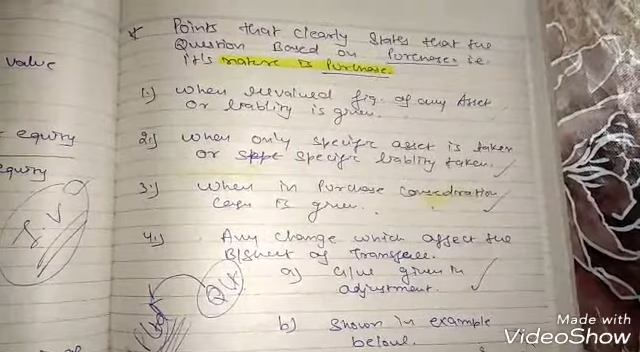 * Points that clearly states that the
Question Based on Purchase i.e.
it's nature is Purchase.
value
1.) when revalued fig. of any Asset
or liablity is given.
= equity
2.) when only specific asset is taken
or specific liablity taken.
equity
3.) when in Purchase consideration
Cash is given.
4.) Any change which affect the
B/Sheet of Transferee.
a) given in
adjustment.
b) shown in example
below.
Made with
VideoShow